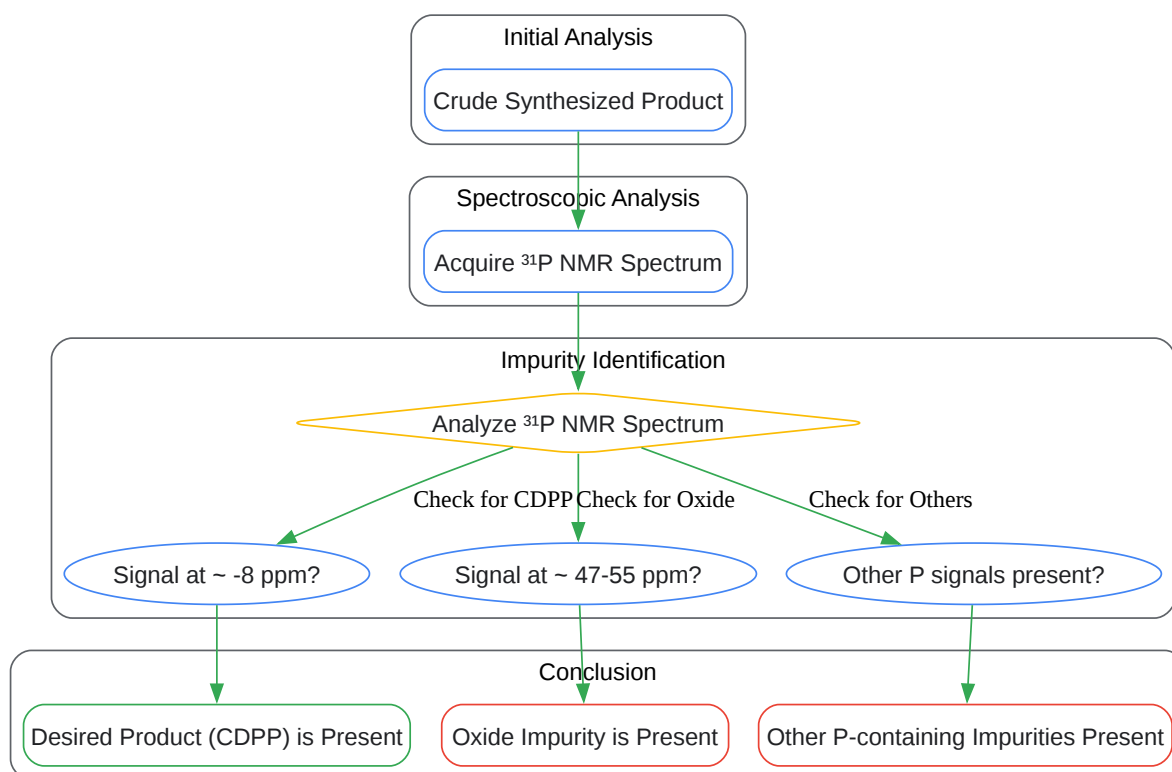 Initial Analysis
Crude Synthesized Product
Spectroscopic Analysis
Acquire ³¹P NMR Spectrum
Impurity Identification
Analyze ³¹P NMR Spectrum
Check for CDPP
Check for Oxide
Check for Others
Signal at ~ -8 ppm?
Signal at ~ 47-55 ppm?
Other P signals present?
Conclusion
Desired Product (CDPP) is Present
Oxide Impurity is Present
Other P-containing Impurities Present